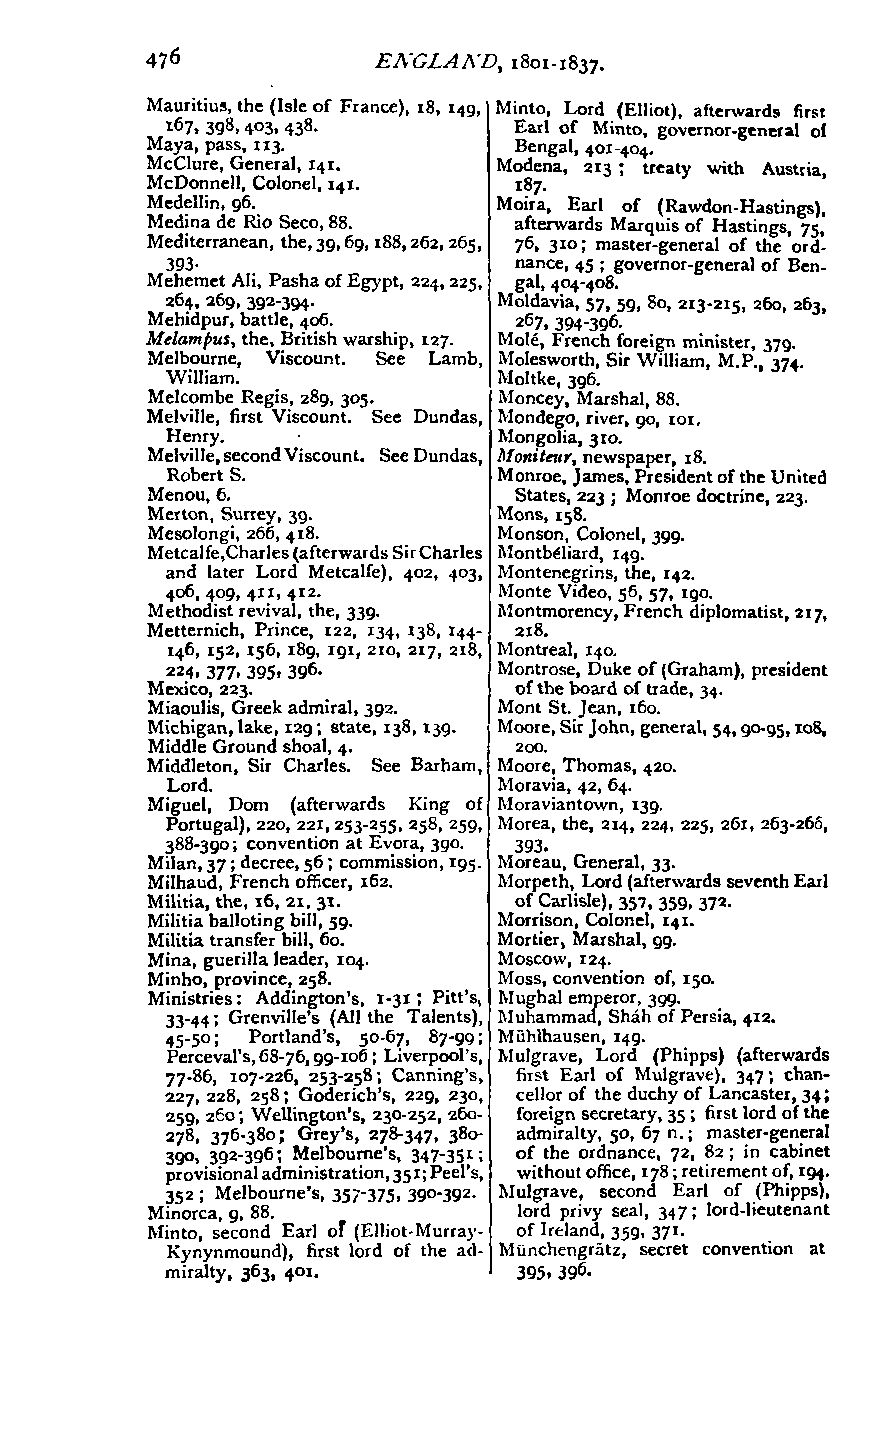 476
ENGLAND, 1801-1837.
Mauritius, the (Isle of France), 18, 149,
167, 398, 403, 438.
Maya, pass, 113.
McClure, General, 141.
McDonnell, Colonel, 141.
Medellin, 96.
Medina de Rio Seco, 88.
Mediterranean, the, 39, 69, 188, 262, 265,
393.
Mehemet Ali, Pasha of Egypt, 224, 225,
264, 269, 392-394.
Mehidpur, battle, 406.
Melampus, the, British warship, 127.
Melbourne, Viscount. See Lamb,
William.
Melcombe Regis, 289, 305.
Melville, first Viscount. See Dundas,
Henry.
Melville, second Viscount. See Dundas,
Robert S.
Menou, 6.
Merton, Surrey, 39.
Mesolongi, 266, 418.
Metcalfe, Charles (afterwards Sir Charles
and later Lord Metcalfe), 402, 403,
406, 409, 411, 412.
Methodist revival, the, 339.
Metternich, Prince, 122, 134, 138, 144-
146, 152, 156, 189, 191, 210, 217, 218,
224, 377, 395, 396.
Mexico, 223.
Miaoulis, Greek admiral, 392.
Michigan, lake, 129; state, 138, 139.
Middle Ground shoal, 4.
Middleton, Sir Charles. See Barham,
Lord.
Miguel, Dom (afterwards King of
Portugal), 220, 221, 253-255, 258, 259,
388-390; convention at Evora, 390.
Milan, 37; decree, 56; commission, 195.
Milhaud, French officer, 162.
Militia, the, 16, 21, 31.
Militia balloting bill, 59.
Militia transfer bill, 60.
Mina, guerilla leader, 104.
Minho, province, 258.
Ministries: Addington's, 1-31; Pitt's,
33-44; Grenville's (All the Talents),
45-50; Portland's, 50-67, 87-99;
Perceval's, 68-76, 99-106; Liverpool's,
77-86, 107-226, 253-258; Canning's,
227, 228, 258; Goderich's, 229, 230,
259, 260; Wellington's, 230-252, 260-
278, 376-380; Grey's, 278-347, 380-
390, 392-396; Melbourne's, 347-351;
provisional administration, 351; Peel's,
352; Melbourne's, 357-375, 390-392.
Minorca, 9, 88.
Minto, second Earl of (Elliot-Murray-
Kynynmound), first lord of the ad-
miralty, 363, 401.
Minto, Lord (Elliot), afterwards first
Earl of Minto, governor-general of
Bengal, 401-404.
Modena, 213; treaty with Austria,
187.
Moira, Earl of (Rawdon-Hastings),
afterwards Marquis of Hastings, 75,
76, 310; master-general of the ord-
nance, 45; governor-general of Ben-
gal, 404-408.
Moldavia, 57, 59, 80, 213-215, 260, 263,
267, 394-396.
Molé, French foreign minister, 379.
Molesworth, Sir William, M.P., 374.
Moltke, 396.
Moncey, Marshal, 88.
Mondego, river, 90, 101.
Mongolia, 310.
Moniteur, newspaper, 18.
Monroe, James, President of the United
States, 223; Monroe doctrine, 223.
Mons, 158.
Monson, Colonel, 399.
Montbéliard, 149.
Montenegrins, the, 142.
Monte Video, 56, 57, 190.
Montmorency, French diplomatist, 217,
218.
Montreal, 140.
Montrose, Duke of (Graham), president
of the board of trade, 34.
Mont St. Jean, 160.
Moore, Sir John, general, 54, 90-95, 108,
200.
Moore, Thomas, 420.
Moravia, 42, 64.
Moraviantown, 139.
Morea, the, 214, 224, 225, 261, 263-266,
393.
Moreau, General, 33.
Morpeth, Lord (afterwards seventh Earl
of Carlisle), 357, 359, 372.
Morrison, Colonel, 141.
Mortier, Marshal, 99.
Moscow, 124.
Moss, convention of, 150.
Mughal emperor, 399.
Muhammad, Sháh of Persia, 412.
Mühlhausen, 149.
Mulgrave, Lord (Phipps) (afterwards
first Earl of Mulgrave), 347; chan-
cellor of the duchy of Lancaster, 34;
foreign secretary, 35; first lord of the
admiralty, 50, 67 n.; master-general
of the ordnance, 72, 82; in cabinet
without office, 178; retirement of, 194.
Mulgrave, second Earl of (Phipps),
lord privy seal, 347; lord-lieutenant
of Ireland, 359, 371.
Münchengrätz, secret convention at
395, 396.